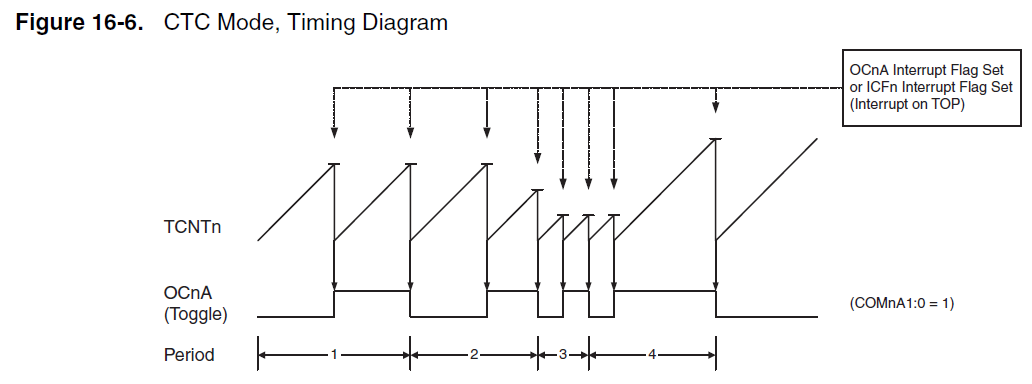 Figure 16-6. CTC Mode, Timing Diagram
OCnA Interrupt Flag Set
or ICFn Interrupt Flag Set
(Interrupt on TOP)
TCNTn
OCnA
(Toggle)
(COMnA1:0 = 1)
Period
1
2
3
4